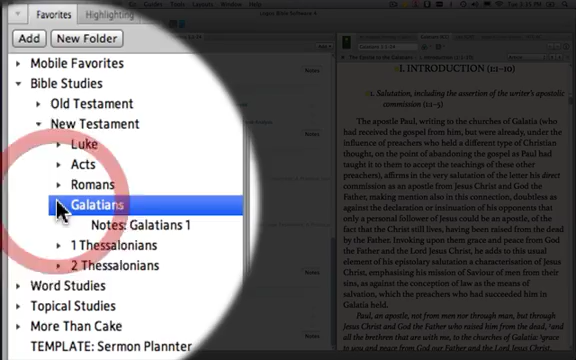 Favorites
Highlighting
Logos Bible Software 4
Add
New Folder
Mobile Favorites
Bible Studies
Old Testament
New Testament
Luke
Acts
Romans
Galatians
Notes: Galatians 1
1 Thessalonians
2 Thessalonians
Word Studies
Topical Studies
More Than Cake
TEMPLATE: Sermon Plannter
Notes
Notes
I. INTRODUCTION (1:1–10)
1. Salutation, including the assertion of the writer's apostolic
commission (1:1–5)
The apostle Paul, writing to the churches of Galatia (who
had received the gospel from him, but were already, under the
influence of preachers who held a different type of Christian
thought, on the point of abandoning the gospel as Paul
had taught it to them to accept the teachings of these other
preachers), affirms in the very salutation of the letter his direct
commission as an apostle from Jesus Christ and God the
Father, making mention also in this connection, doubtless as
against the declaration or insinuation of his opponents that
only a personal follower of Jesus could be an apostle, of the
fact that the Christ still lives, having been raised from the dead
by the Father. Invoking upon them grace and peace from God
the Father and the Lord Jesus Christ, he adds to this usual
element of his epistolary salutation a characterisation of Jesus
Christ, emphasising his mission of Saviour of men from their
sins, as against the conception of law as the means of
salvation, which the preachers who had succeeded him in
Galatia held.
Paul, an apostle, not from men nor through man, but through
Jesus Christ and God the Father who raised him from the dead, and all
the brethren that are with me, to the churches of Galatia: grace